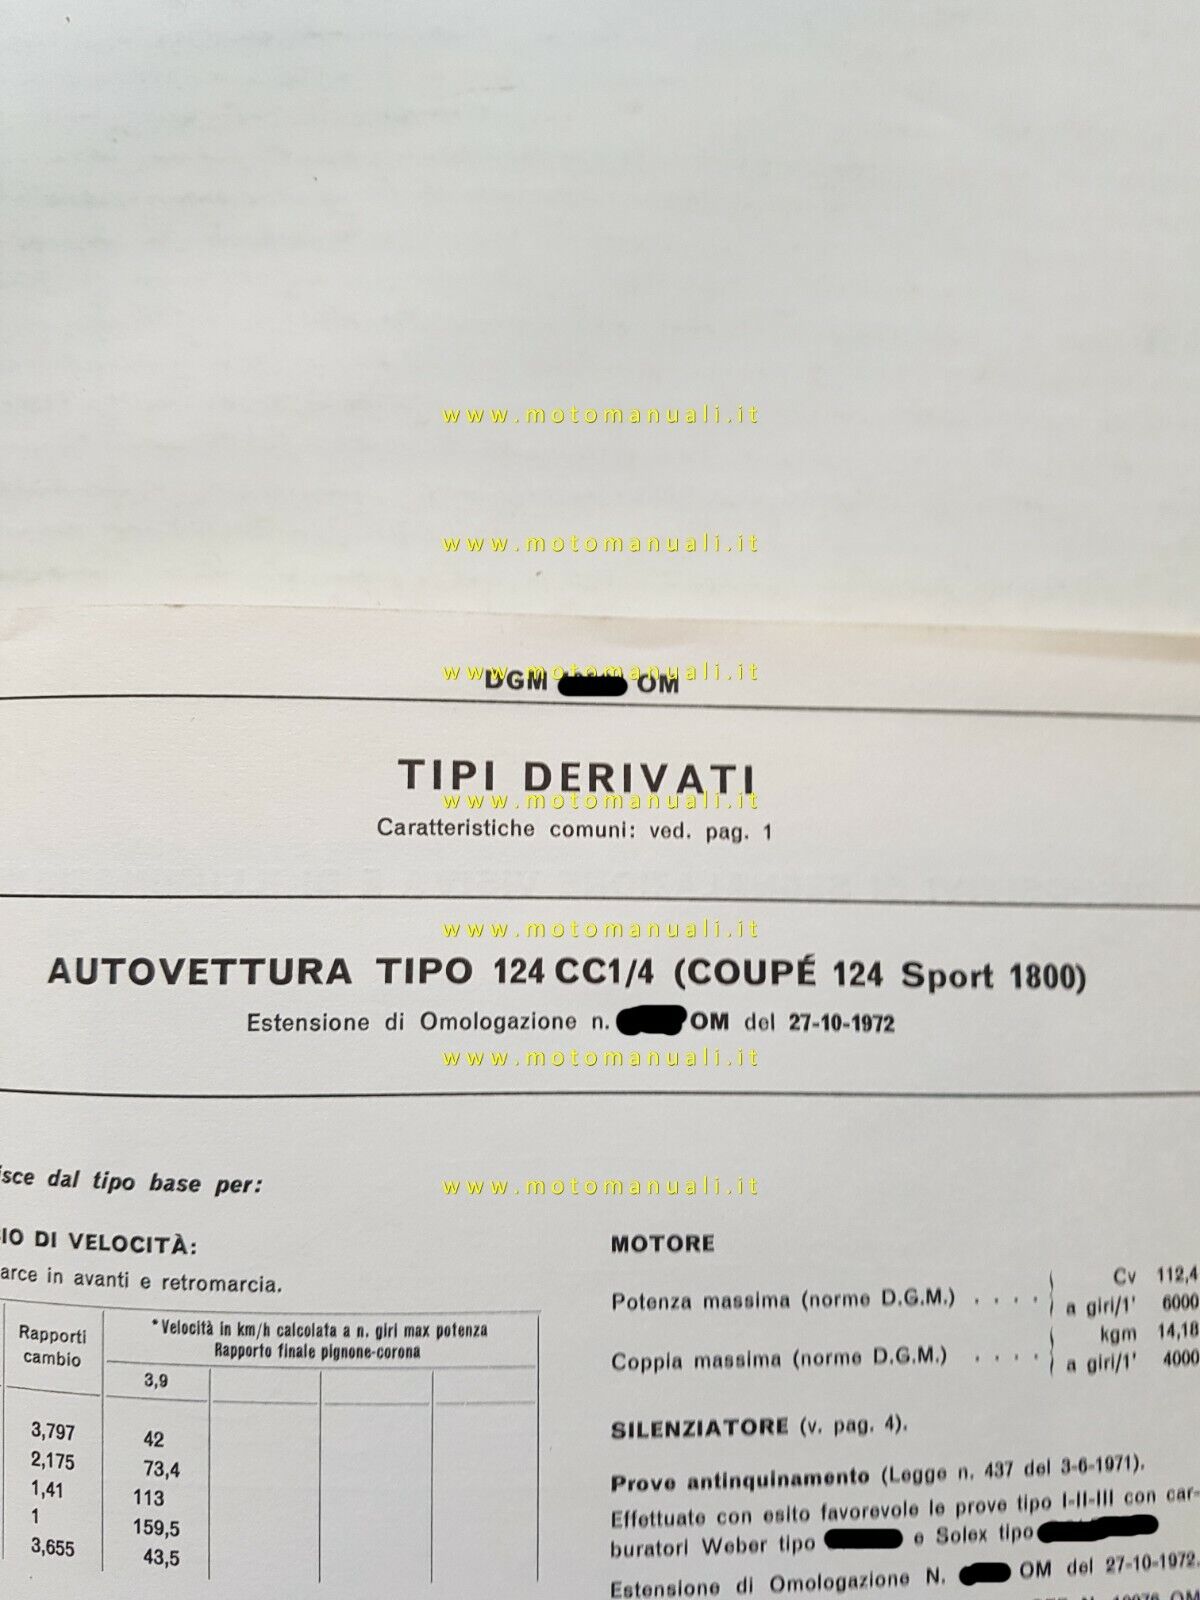 www.motomanuali.it
www.motomanuali.it
www.motomanuali.it
DGM OM
TIPI DERIVATI
www.motomanuali.it
Caratteristiche comuni: ved. pag. 1
www.motomanuali.it
AUTOVETTURA TIPO 124 CC1/4 (COUPÉ 124 Sport 1800)
Estensione di Omologazione n. OM del 27-10-1972
www.motomanuali.it
isce dal tipo base per:
www.motomanuali.it
IO DI VELOCITÀ:
arce in avanti e retromarcia.
Rapporti cambio
*Velocità in km/h calcolata a n. giri max potenza
Rapporto finale pignone-corona
3,9
3,797 42
2,175 73,4
1,41 113
1 159,5
3,655 43,5
MOTORE
Cv 112,4
Potenza massima (norme D.G.M.) . . . . a giri/1' 6000
kgm 14,18
Coppia massima (norme D.G.M.) . . . . a giri/1' 4000
SILENZIATORE (v. pag. 4).
Prove antinquinamento (Legge n. 437 del 3-6-1971).
Effettuate con esito favorevole le prove tipo I-II-III con car-
buratori Weber tipo e Solex tipo
Estensione di Omologazione N. OM del 27-10-1972.